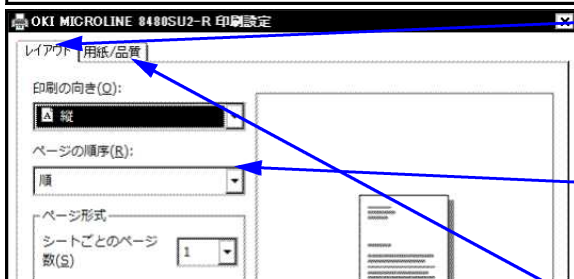 OKI MICROLINE 8480SU2-R 印刷設定
レイアウト 用紙/品質
印刷の向き(O):
A 縦
ページの順序(R):
順
ページ形式
シートごとのページ
数(S)
1